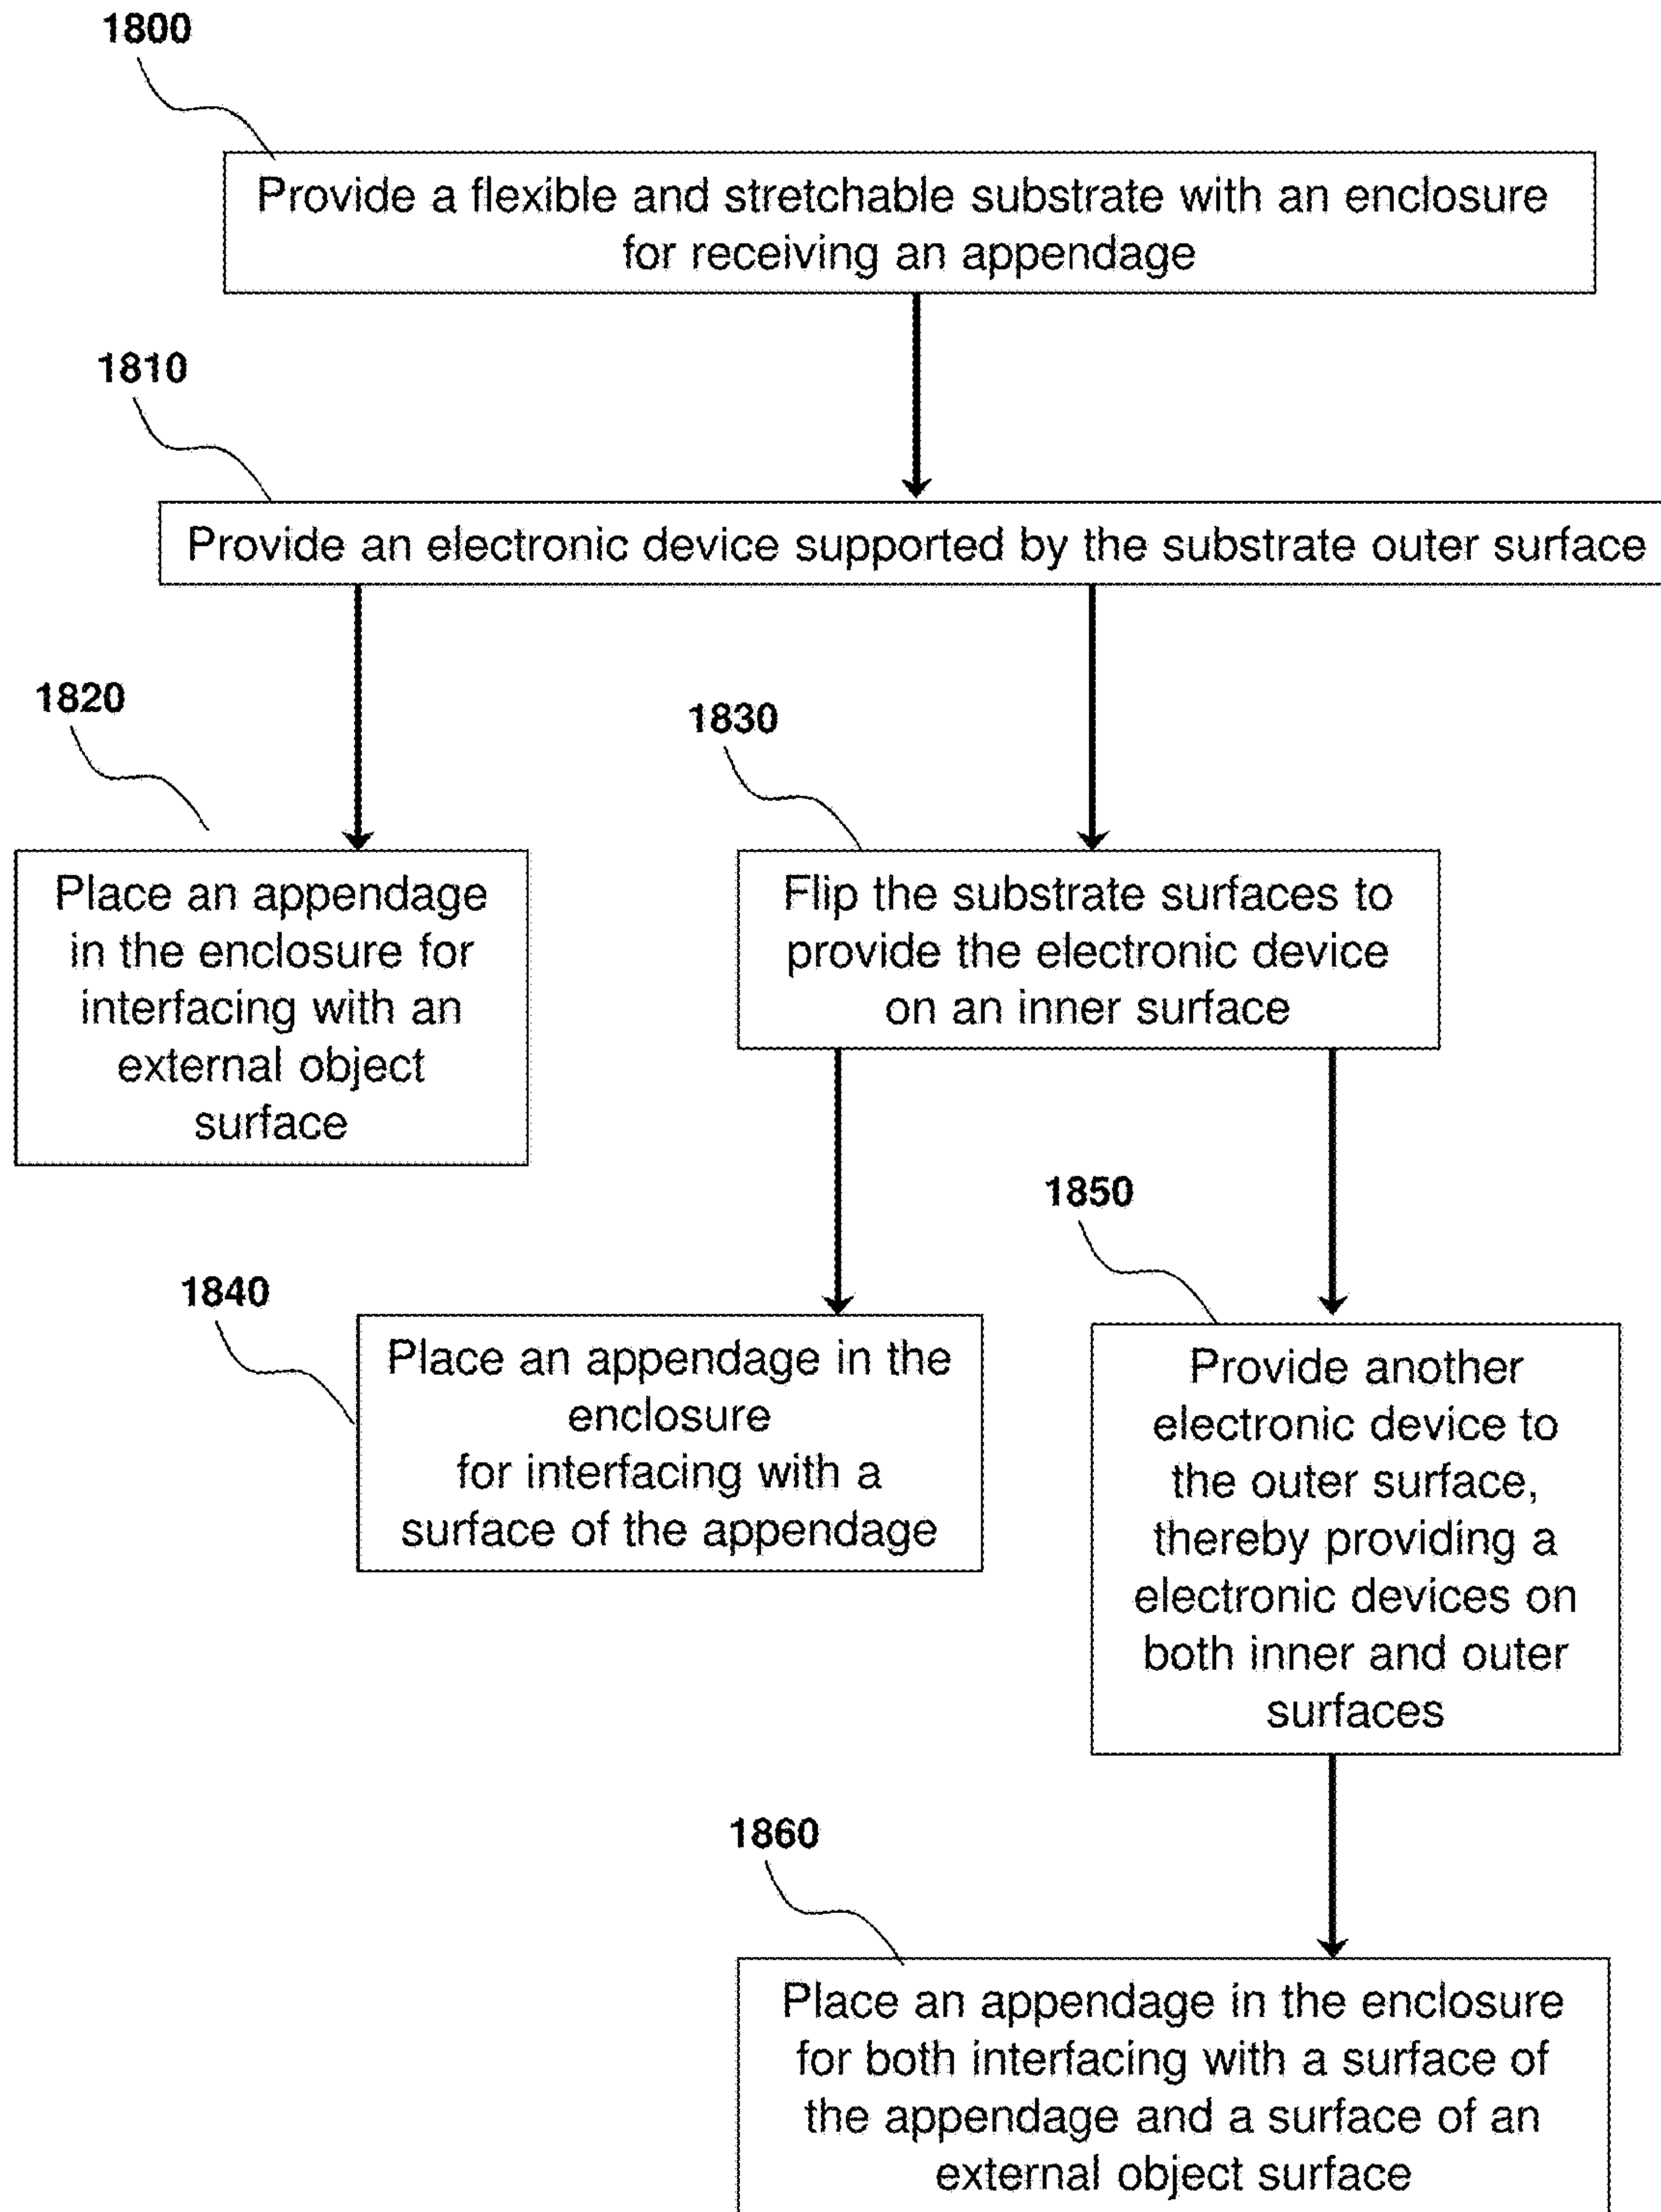 1800
Provide a flexible and stretchable substrate with an enclosure
for receiving an appendage
1810
Provide an electronic device supported by the substrate outer surface
1820
Place an appendage
in the enclosure for
interfacing with an
external object
surface
1830
Flip the substrate surfaces to
provide the electronic device
on an inner surface
1840
Place an appendage in the
enclosure
for interfacing with a
surface of the appendage
1850
Provide another
electronic device to
the outer surface,
thereby providing a
electronic devices on
both inner and outer
surfaces
1860
Place an appendage in the enclosure
for both interfacing with a surface of
the appendage and a surface of an
external object surface